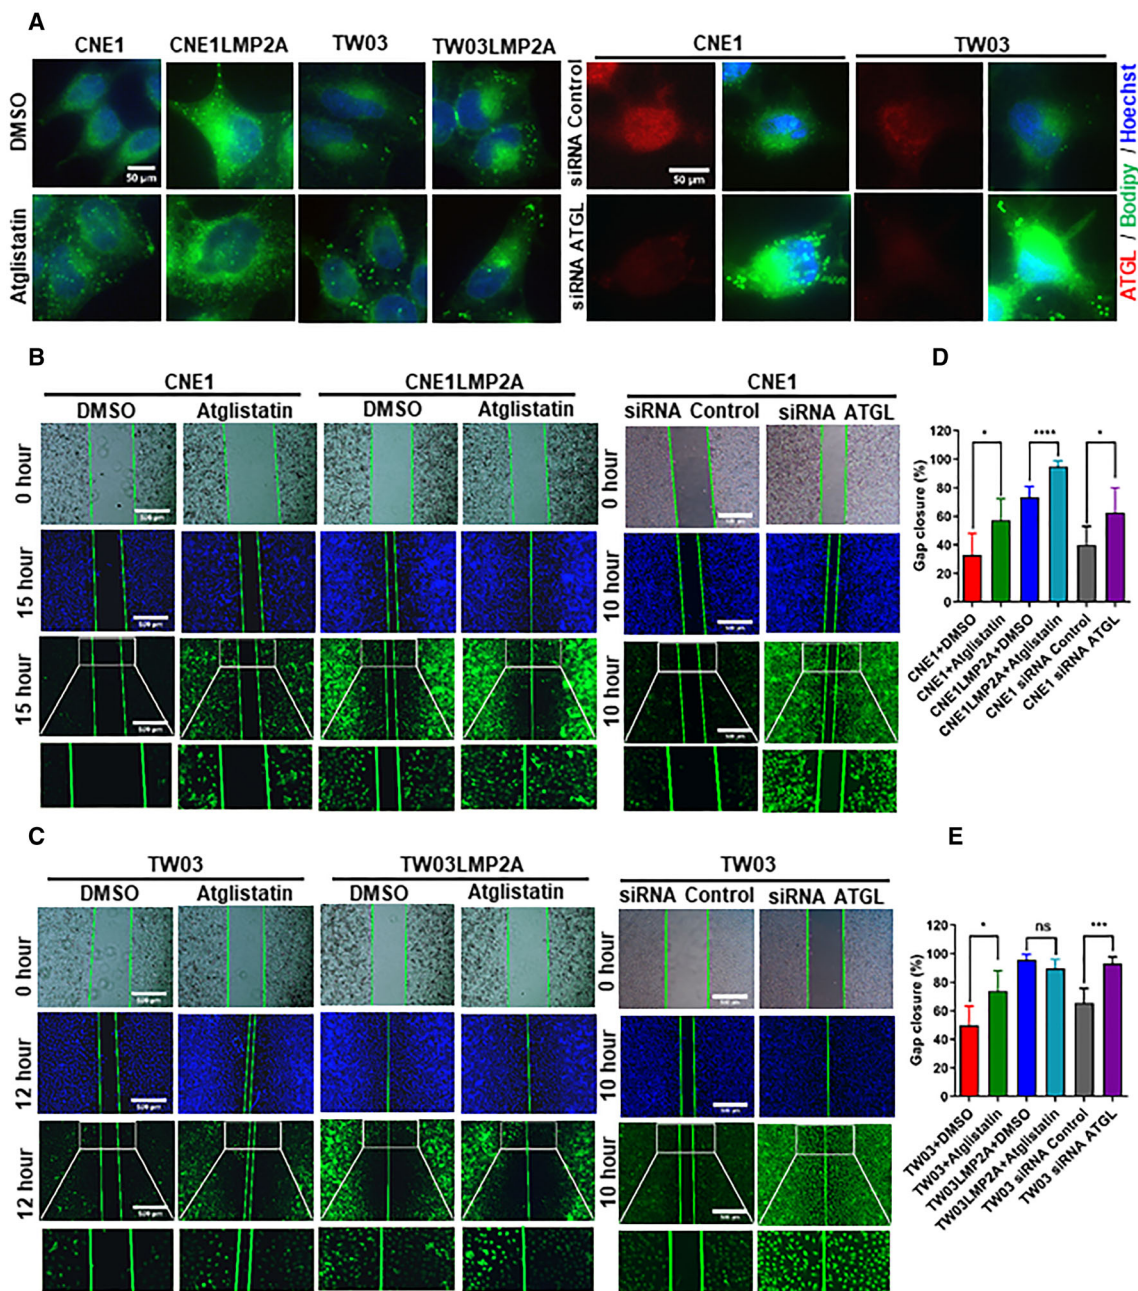 A
CNE1 CNE1LMP2A TW03 TW03LMP2A CNE1 TW03
DMSO
Atglistatin
siRNA Control
siRNA ATGL
50 μm
50 μm
ATGL / Bodipy / Hoechst
B
CNE1 CNE1LMP2A CNE1
DMSO Atglistatin DMSO Atglistatin siRNA Control siRNA ATGL
0 hour
15 hour
15 hour
0 hour
10 hour
10 hour
D
Gap closure (%)
120
100
80
60
40
20
0
* **** *
CNE1+DMSO
CNE1+Atglistatin
CNE1LMP2A+DMSO
CNE1LMP2A+Atglistatin
CNE1 siRNA Control
CNE1 siRNA ATGL
C
TW03 TW03LMP2A TW03
DMSO Atglistatin DMSO Atglistatin siRNA Control siRNA ATGL
0 hour
12 hour
12 hour
0 hour
10 hour
10 hour
E
Gap closure (%)
120
100
80
60
40
20
0
* ns ***
TW03+DMSO
TW03+Atglistatin
TW03LMP2A+DMSO
TW03LMP2A+Atglistatin
TW03 siRNA Control
TW03 siRNA ATGL